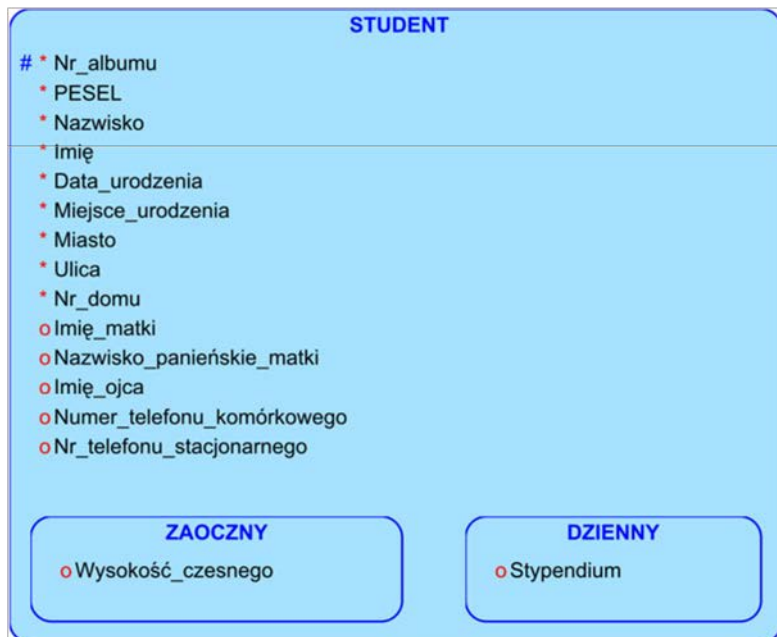 STUDENT
# * Nr_albumu
* PESEL
* Nazwisko
* Imię
* Data_urodzenia
* Miejsce_urodzenia
* Miasto
* Ulica
* Nr_domu
o Imię_matki
o Nazwisko_panieńskie_matki
o Imię_ojca
o Numer_telefonu_komórkowego
o Nr_telefonu_stacjonarnego
ZAOCZNY
o Wysokość_czesnego
DZIENNY
o Stypendium